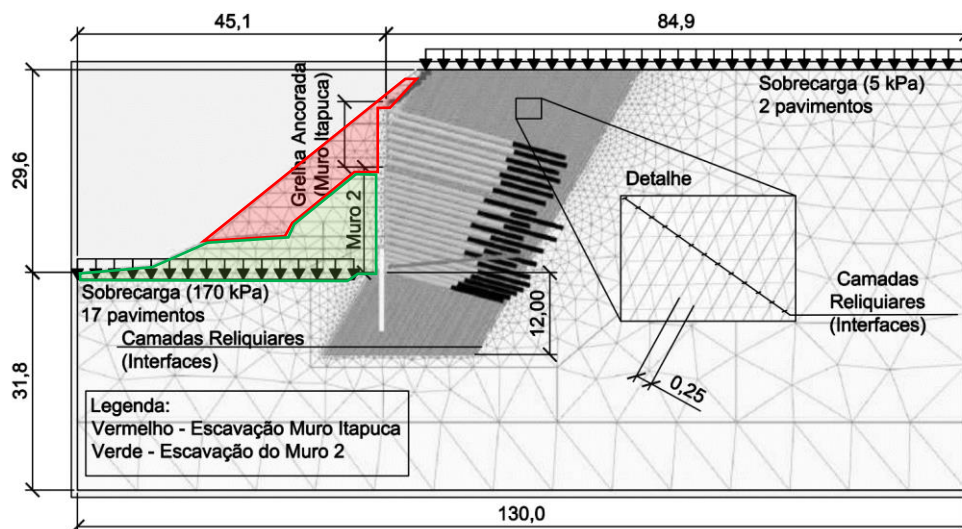 45,1
84,9
Sobrecarga (5 kPa)
2 pavimentos
Grelha Ancorada
(Muro Itapuca)
29,6
Detalhe
Muro 2
Sobrecarga (170 kPa)
17 pavimentos
12,00
Camadas
Reliquiares
(Interfaces)
Camadas Reliquiares
(Interfaces)
0,25
31,8
Legenda:
Vermelho - Escavação Muro Itapuca
Verde - Escavação do Muro 2
130,0